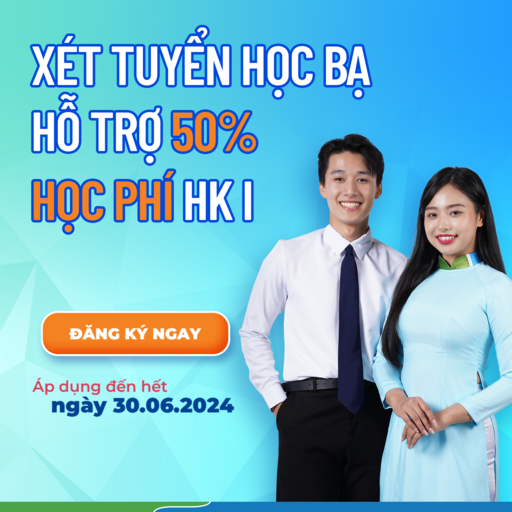 XÉT TUYỂN HỌC BẠ
HỖ TRỢ 50%
HỌC PHÍ HK I
ĐĂNG KÝ NGAY
Áp dụng đến hết
ngày 30.06.2024